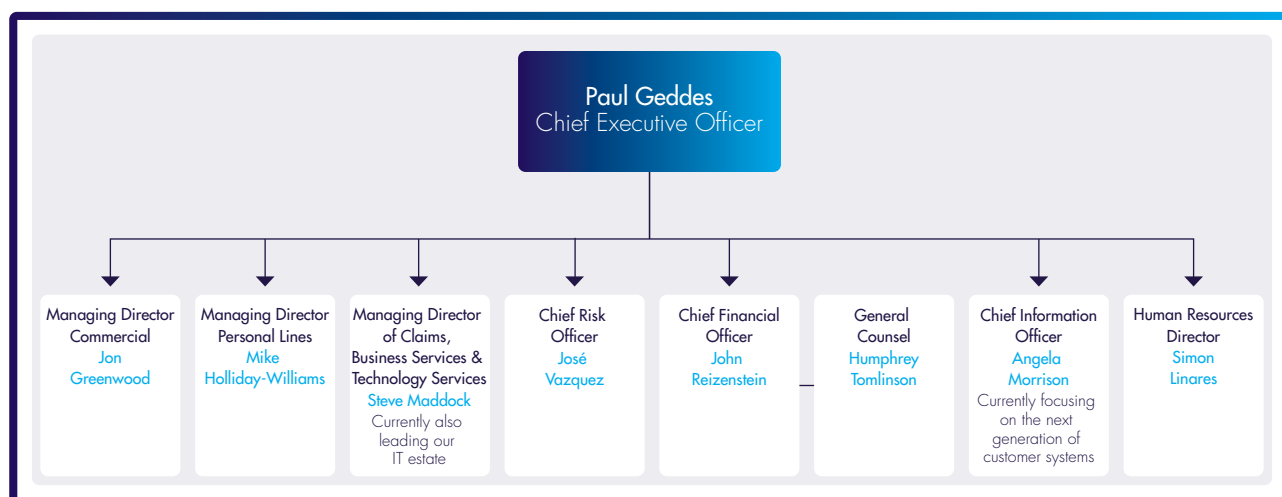 Paul Geddes
Chief Executive Officer
Managing Director
Commercial
Jon
Greenwood
Managing Director
Personal Lines
Mike
Holliday-Williams
Managing Director
of Claims,
Business Services &
Technology Services
Steve Maddock
Currently also
leading our
IT estate
Chief Risk
Officer
José
Vazquez
Chief Financial
Officer
John
Reizenstein
General
Counsel
Humphrey
Tomlinson
Chief Information
Officer
Angela
Morrison
Currently focusing
on the next
generation of
customer systems
Human Resources
Director
Simon
Linares